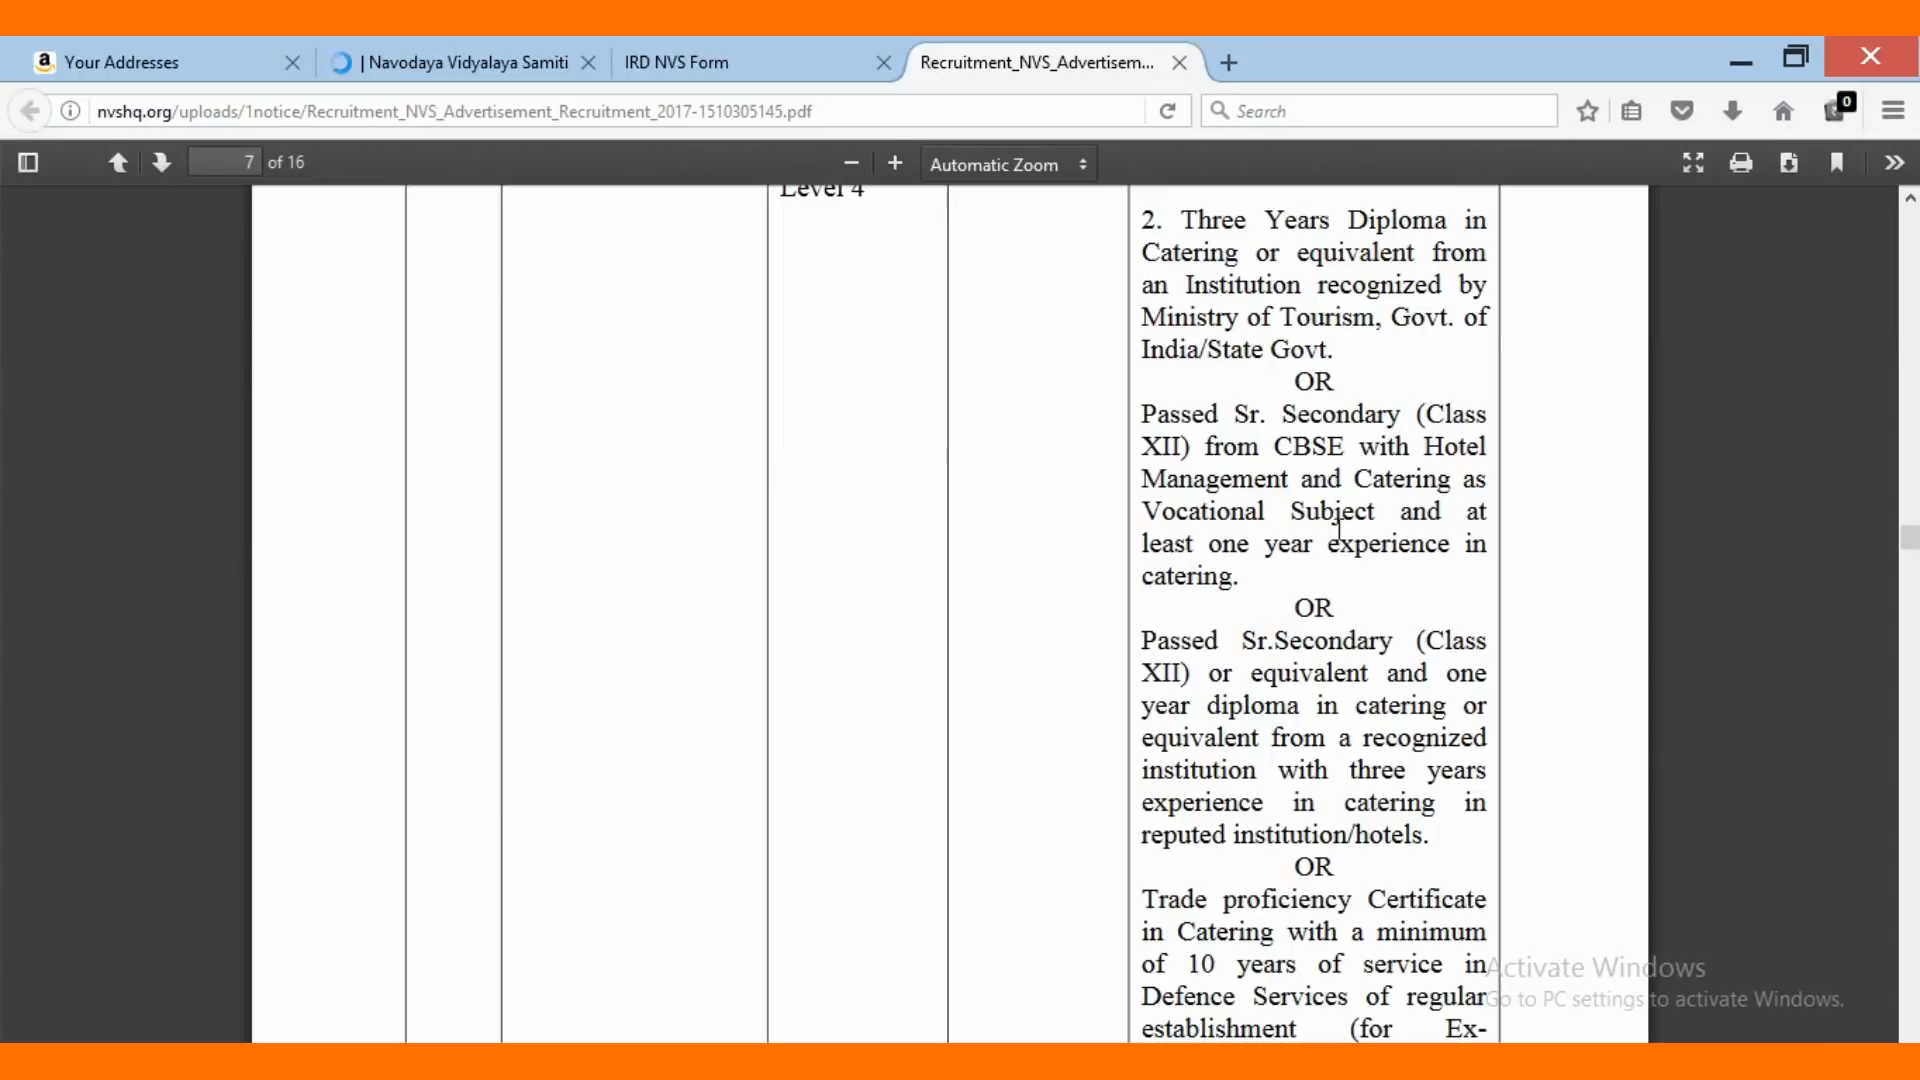 Your Addresses
| Navodaya Vidyalaya Samiti
IRD NVS Form
Recruitment_NVS_Advertisem...
nvshq.org/uploads/1notice/Recruitment_NVS_Advertisement_Recruitment_2017-1510305145.pdf
Search
0
7 of 16
Automatic Zoom
Level 4
2. Three Years Diploma in
Catering or equivalent from
an Institution recognized by
Ministry of Tourism, Govt. of
India/State Govt.
OR
Passed Sr. Secondary (Class
XII) from CBSE with Hotel
Management and Catering as
Vocational Subject and at
least one year experience in
catering.
OR
Passed Sr.Secondary (Class
XII) or equivalent and one
year diploma in catering or
equivalent from a recognized
institution with three years
experience in catering in
reputed institution/hotels.
OR
Trade proficiency Certificate
in Catering with a minimum
of 10 years of service in
Defence Services of regular
establishment (for Ex-
Activate Windows
Go to PC settings to activate Windows.